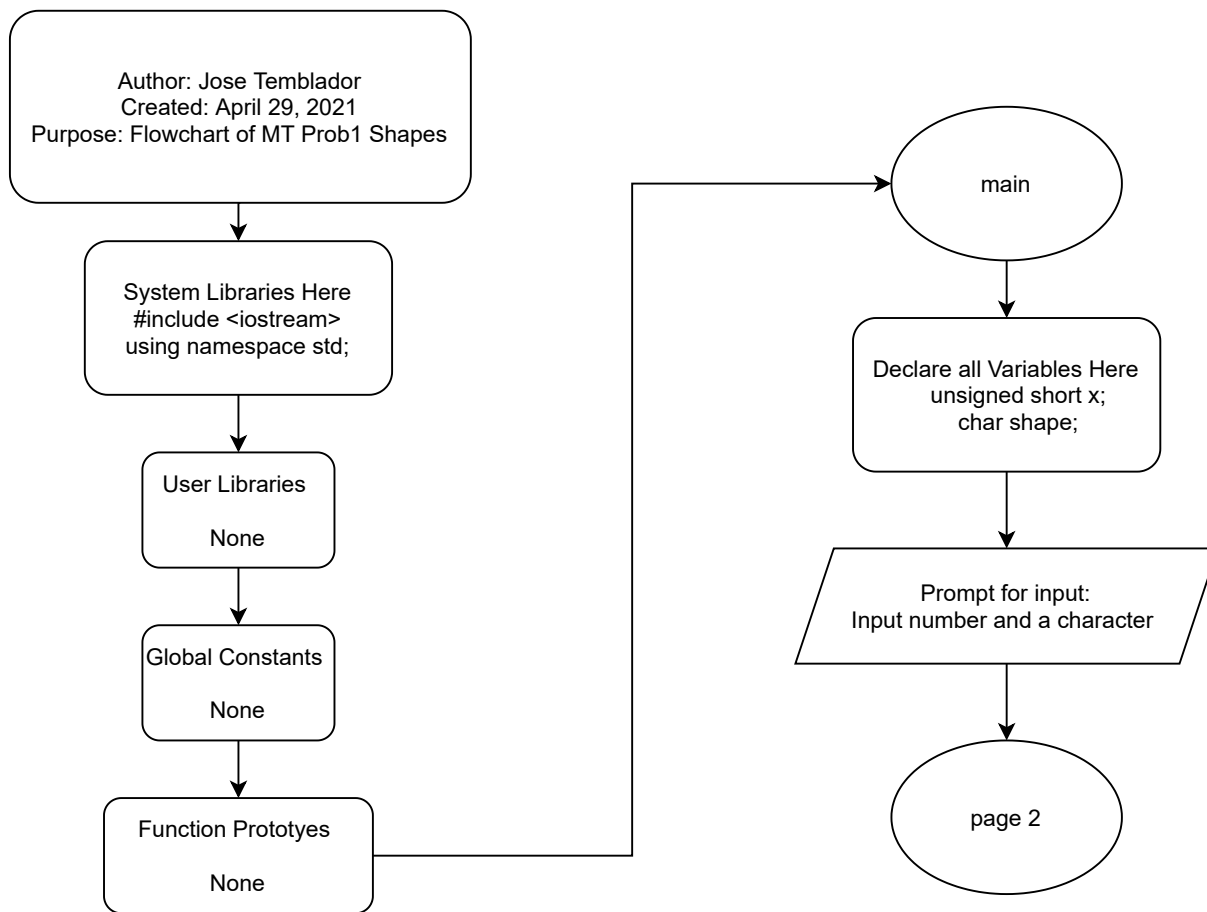 Author: Jose Temblador
Created: April 29, 2021
Purpose: Flowchart of MT Prob1 Shapes
System Libraries Here
#include <iostream>
using namespace std;
User Libraries
None
Global Constants
None
Function Prototyes
None
main
Declare all Variables Here
unsigned short x;
char shape;
Prompt for input:
Input number and a character
page 2